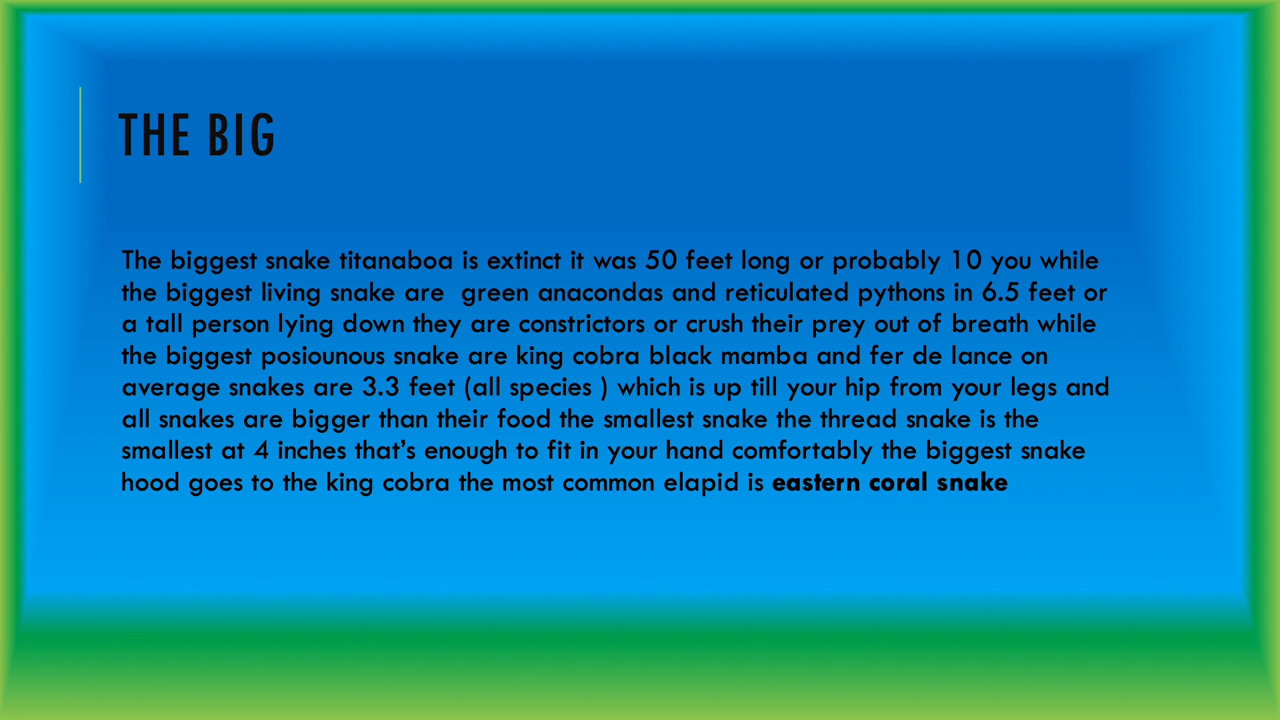 THE BIG
The biggest snake titanaboa is extinct it was 50 feet long or probably 10 you while
the biggest living snake are  green anacondas and reticulated pythons in 6.5 feet or
a tall person lying down they are constrictors or crush their prey out of breath while
the biggest posiounous snake are king cobra black mamba and fer de lance on
average snakes are 3.3 feet (all species ) which is up till your hip from your legs and
all snakes are bigger than their food the smallest snake the thread snake is the
smallest at 4 inches that’s enough to fit in your hand comfortably the biggest snake
hood goes to the king cobra the most common elapid is eastern coral snake